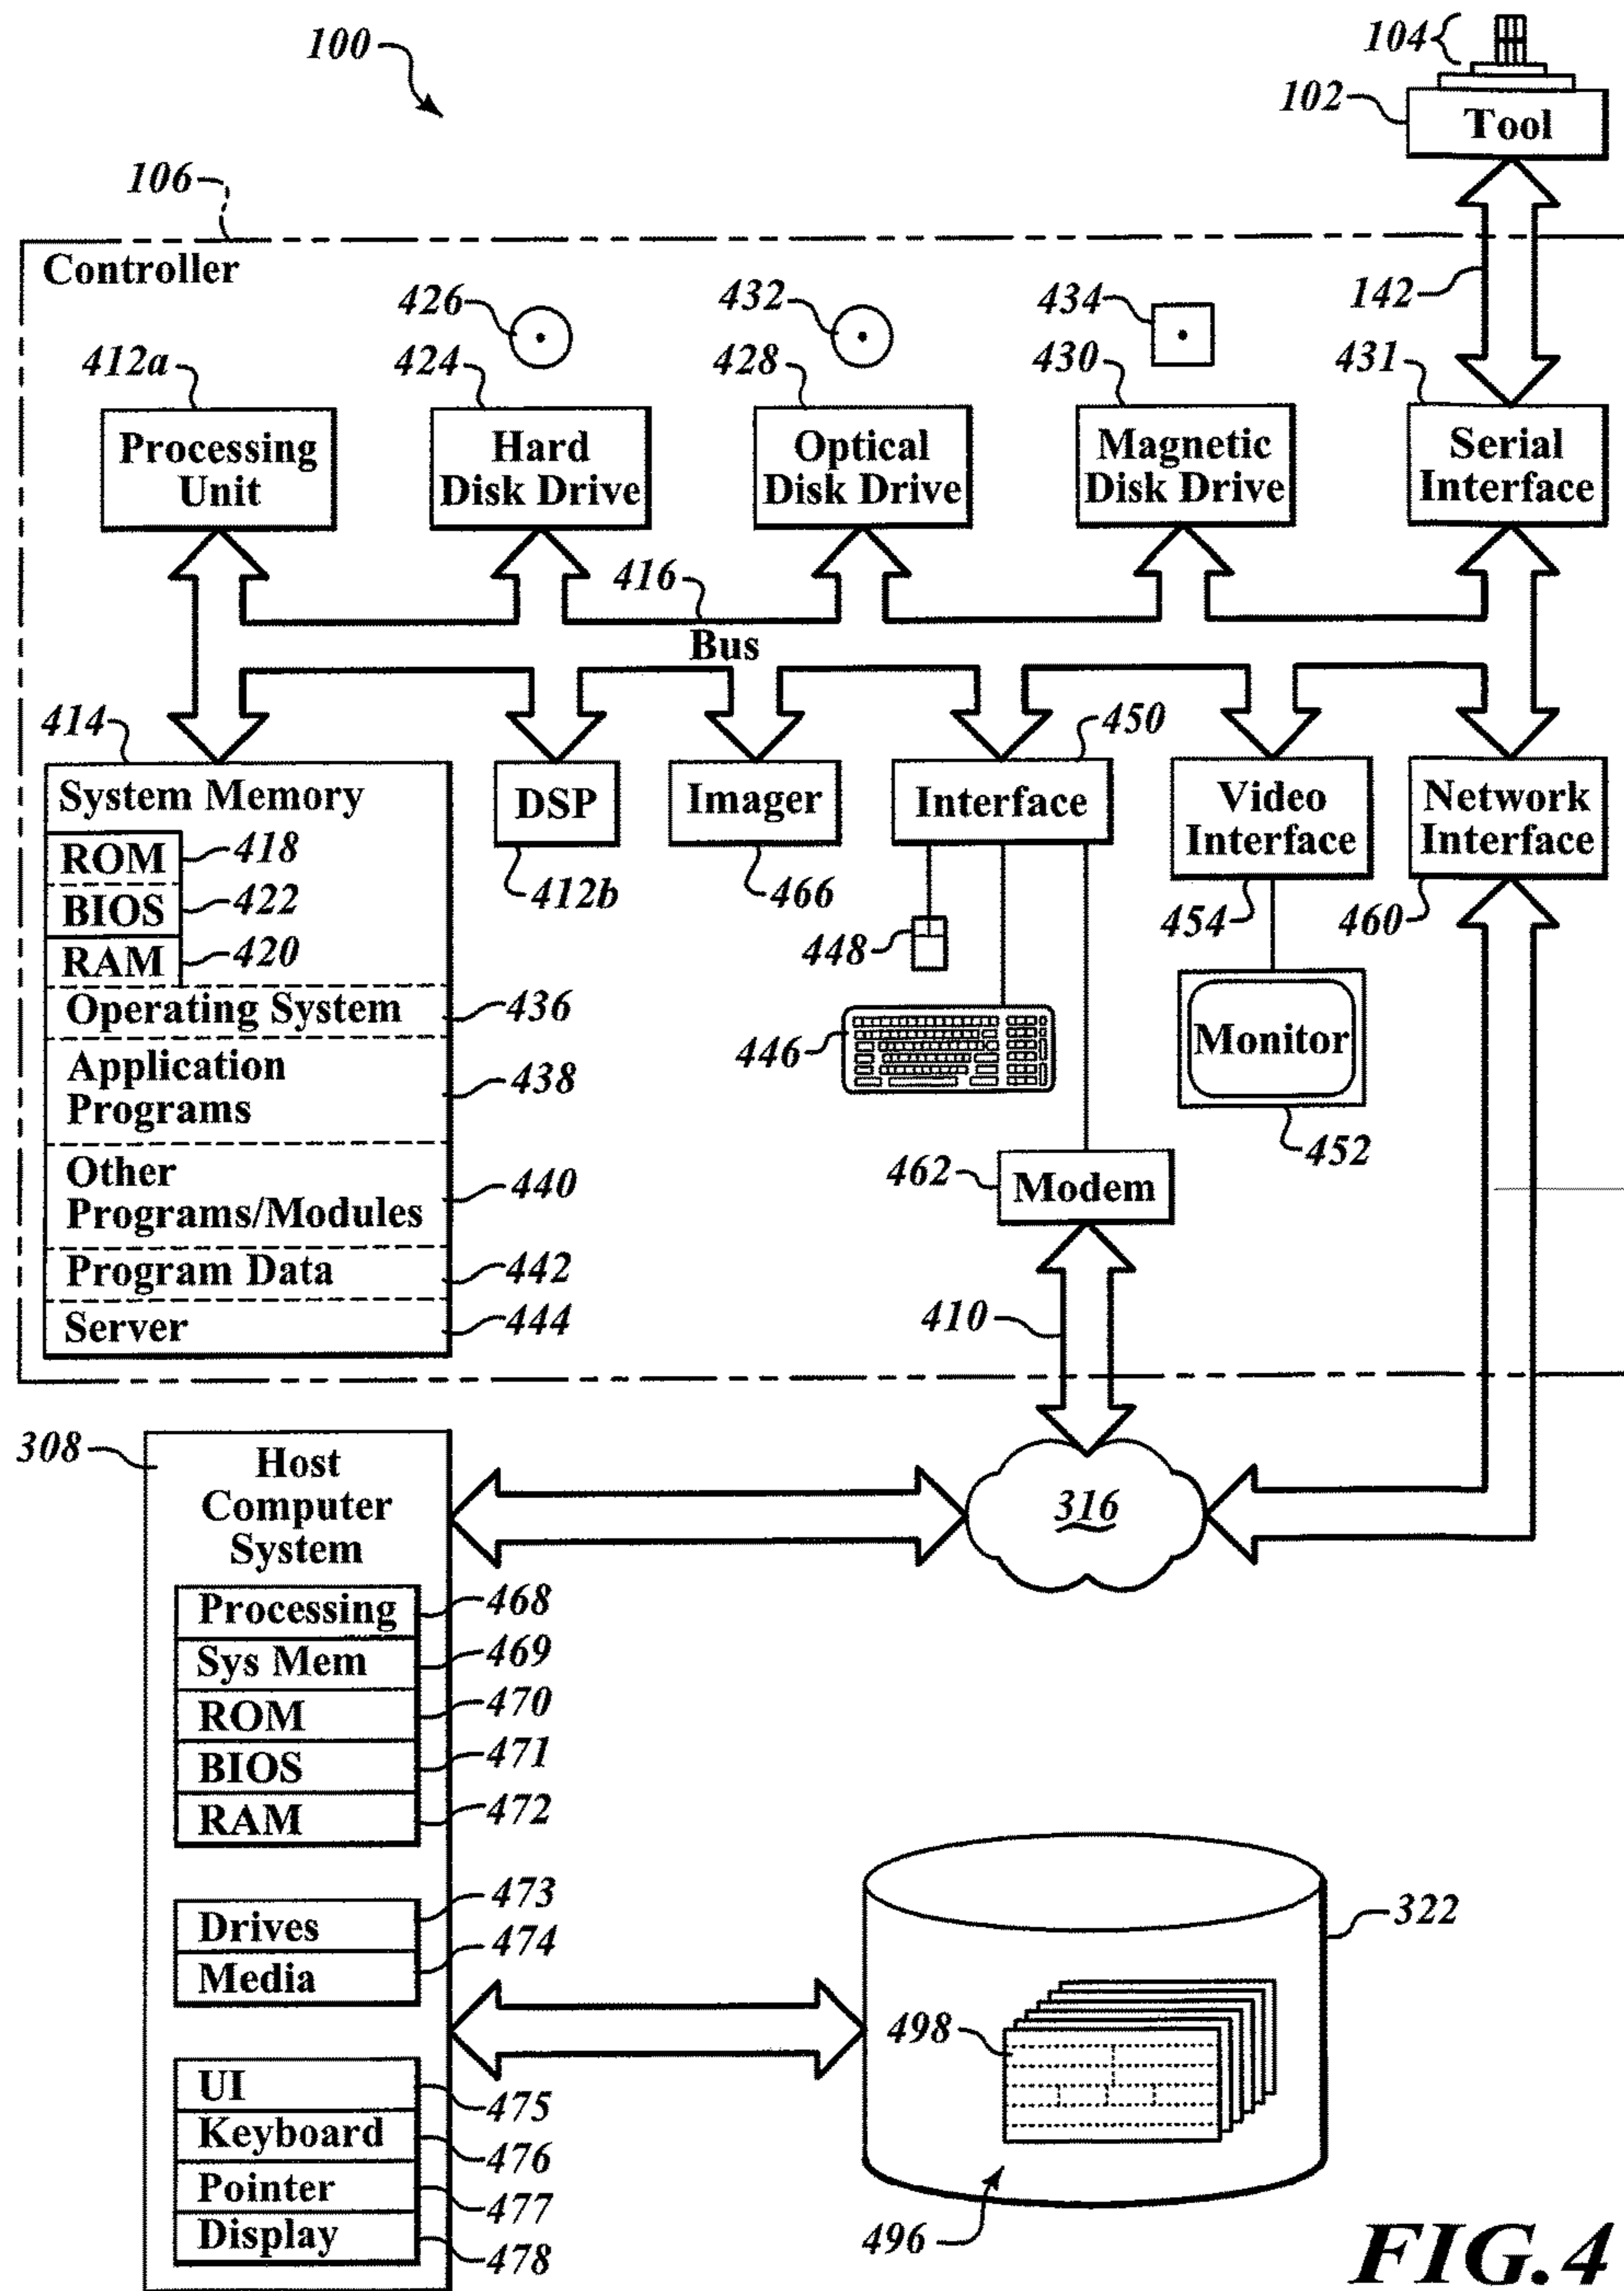 100
104
102
Tool
106
Controller
142
426
432
434
412a
424
428
430
431
Processing
Unit
Hard
Disk Drive
Optical
Disk Drive
Magnetic
Disk Drive
Serial
Interface
416
Bus
414
450
System Memory
DSP
Imager
Interface
Video
Interface
Network
Interface
ROM
418
BIOS
422
RAM
420
412b
466
448
454
460
Operating System
436
446
Monitor
Application
Programs
438
452
Other
Programs/Modules
440
462
Modem
Program Data
442
Server
444
410
308
Host
Computer
System
316
Processing
468
Sys Mem
469
ROM
470
BIOS
471
RAM
472
Drives
473
Media
474
322
498
UI
475
Keyboard
476
Pointer
477
Display
478
496
FIG.4